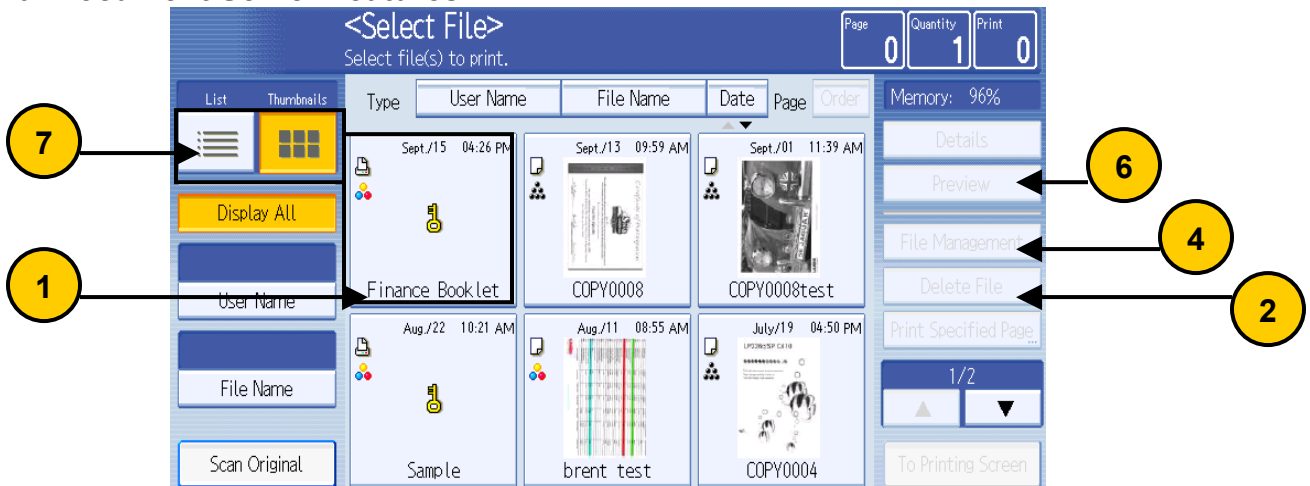 <Select File>
Select file(s) to print.
Page
0
Quantity
1
Print
0
List Thumbnails
Type User Name File Name Date Page Order
Memory: 96%
7
Display All
User Name
File Name
Scan Original
1
Sept./15 04:26 PM
Finance Booklet
Sept./13 09:59 AM
COPY0008
Sept./01 11:39 AM
COPY0008test
Aug./22 10:21 AM
Sample
Aug./11 08:55 AM
brent test
July/19 04:50 PM
COPY0004
Details
Preview
File Management
Delete File
Print Specified Page...
1/2
To Printing Screen
6
4
2